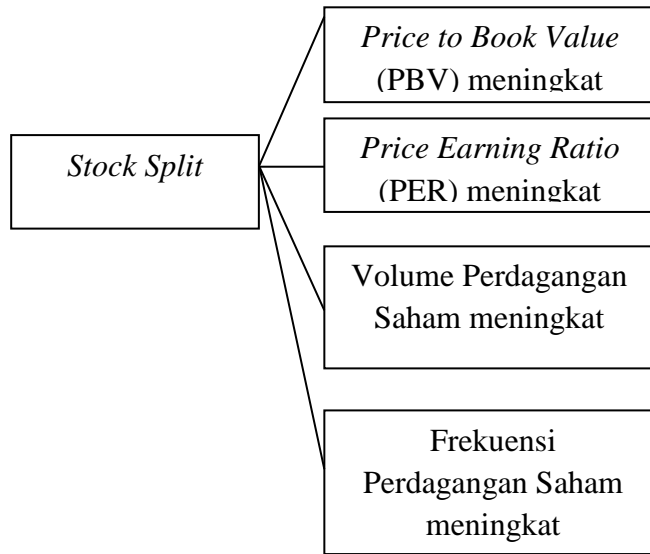 Price to Book Value
(PBV) meningkat
Stock Split
Price Earning Ratio
(PER) meningkat
Volume Perdagangan
Saham meningkat
Frekuensi
Perdagangan Saham
meningkat